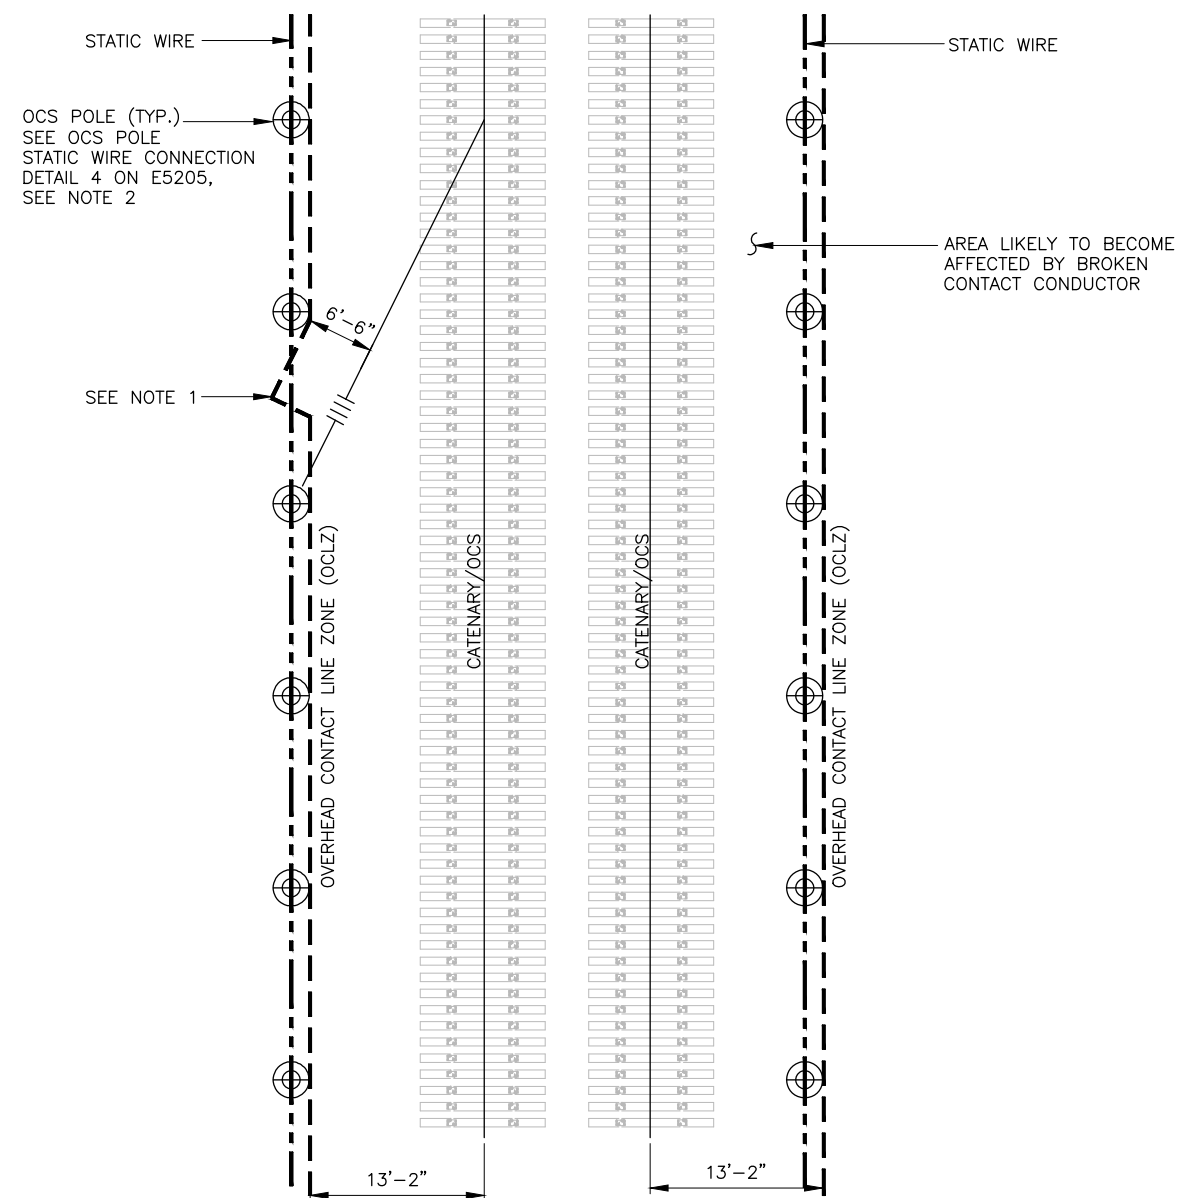 STATIC WIRE
STATIC WIRE
OCS POLE (TYP.)
SEE OCS POLE
STATIC WIRE CONNECTION
DETAIL 4 ON E5205,
SEE NOTE 2
AREA LIKELY TO BECOME
AFFECTED BY BROKEN
CONTACT CONDUCTOR
6'-6"
SEE NOTE 1
OVERHEAD CONTACT LINE ZONE (OCLZ)
CATENARY/OCS
CATENARY/OCS
OVERHEAD CONTACT LINE ZONE (OCLZ)
13'-2"
13'-2"